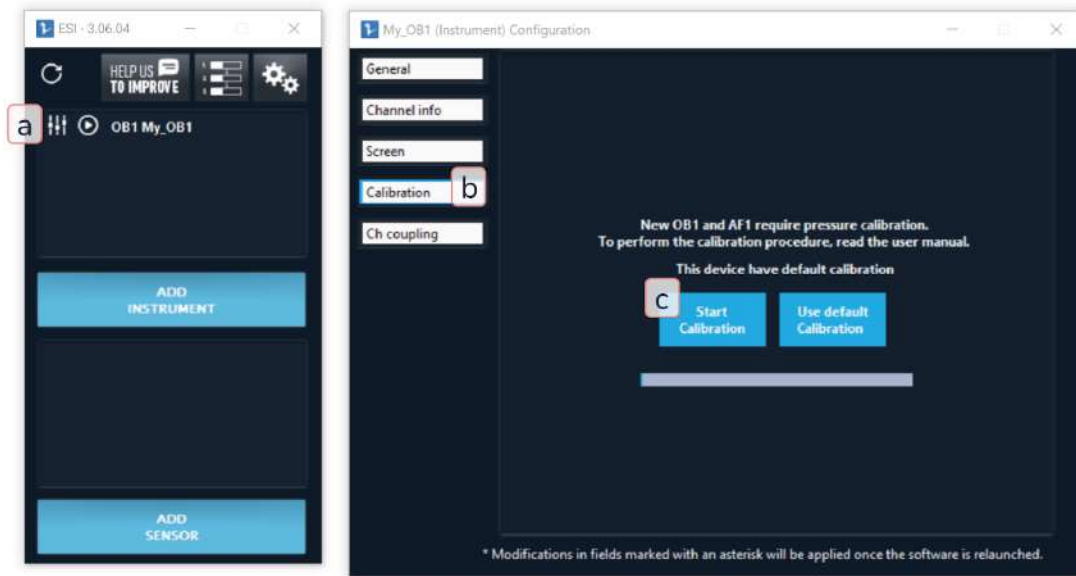 ESI - 3.06.04
HELP US
TO IMPROVE
a
OB1 My_OB1
ADD
INSTRUMENT
ADD
SENSOR
My_OB1 (Instrument) Configuration
General
Channel info
Screen
Calibration
b
Ch coupling
New OB1 and AF1 require pressure calibration.
To perform the calibration procedure, read the user manual.
This device have default calibration
c
Start
Calibration
Use default
Calibration
* Modifications in fields marked with an asterisk will be applied once the software is relaunched.